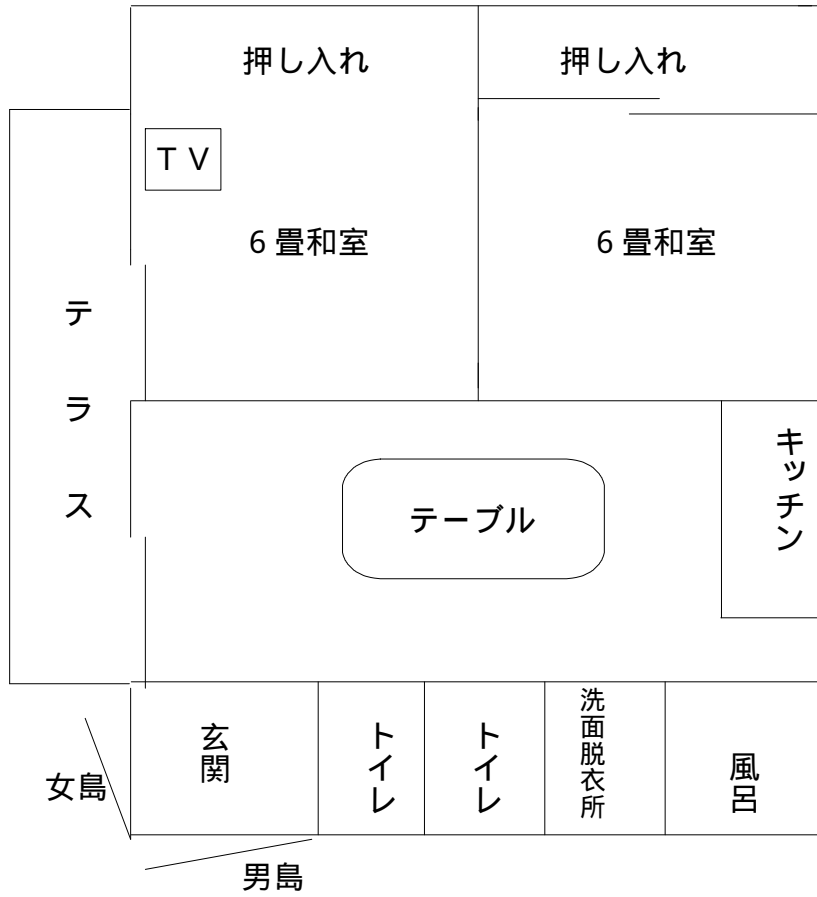 押し入れ
押し入れ
ＴＶ
６畳和室
６畳和室
テラス
キッチン
テーブル
玄関
トイレ
トイレ
洗面脱衣所
風呂
女島
男島